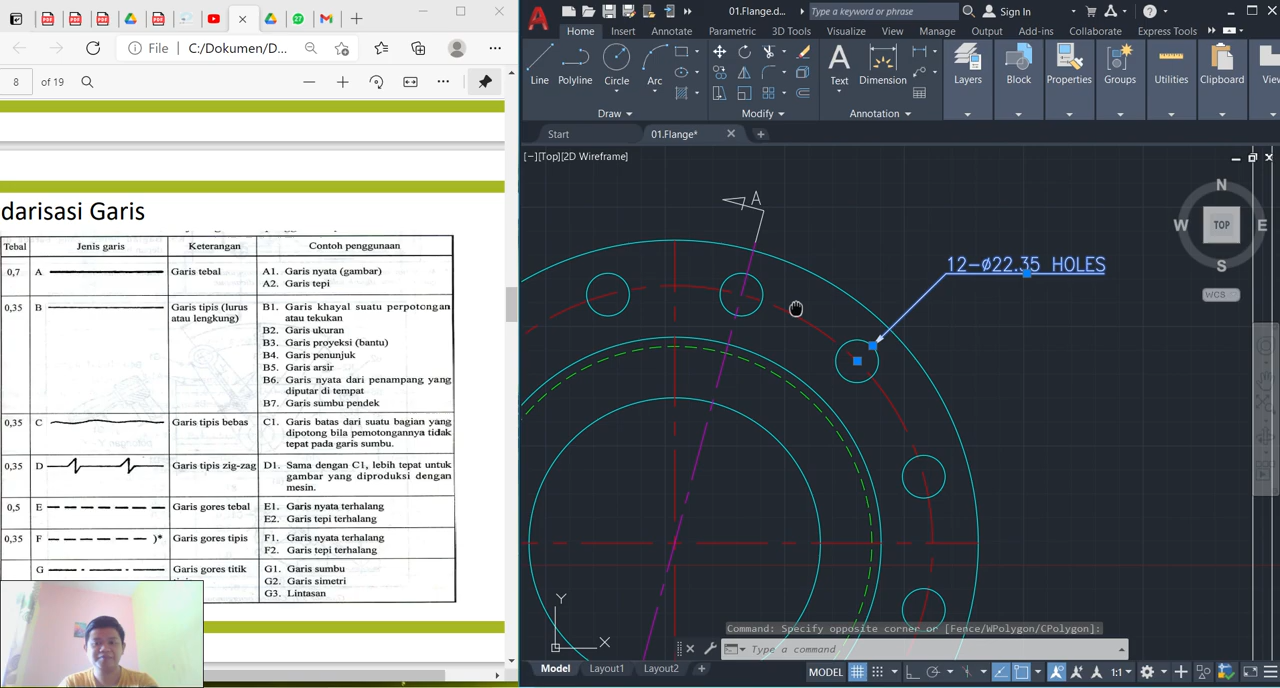 File
C:/Dokumen/D...
8
of 19
darisasi Garis
Tebal
Jenis garis
Keterangan
Contoh penggunaan
0,7
A
Garis tebal
A1. Garis nyata (gambar)
A2. Garis tepi
0,35
B
Garis tipis (lurus
atau lengkung)
B1. Garis khayal suatu perpotongan
atau tekukan
B2. Garis ukuran
B3. Garis proyeksi (bantu)
B4. Garis penunjuk
B5. Garis arsir
B6. Garis nyata dari penampang yang
diputar di tempat
B7. Garis sumbu pendek
0,35
C
Garis tipis bebas
C1. Garis batas dari suatu bagian yang
dipotong bila pemotongannya tidak
tepat pada garis sumbu.
0,35
D
Garis tipis zig-zag
D1. Sama dengan C1, lebih tepat untuk
gambar yang diproduksi dengan
mesin.
0,5
E
Garis gores tebal
E1. Garis nyata terhalang
E2. Garis tepi terhalang
0,35
F
)*
Garis gores tipis
F1. Garis nyata terhalang
F2. Garis tepi terhalang
G
Garis gores titik
G1. Garis sumbu
G2. Garis simetri
G3. Lintasan
01.Flange.d...
Type a keyword or phrase
Sign In
Home
Insert
Annotate
Parametric
3D Tools
Visualize
View
Manage
Output
Add-ins
Collaborate
Express Tools
Line
Polyline
Circle
Arc
Text
Dimension
Layers
Block
Properties
Groups
Utilities
Clipboard
View
Draw
Modify
Annotation
Start
01.Flange*
[−][Top][2D Wireframe]
A
12-ø22.35 HOLES
N
W
TOP
E
S
WCS
Y
X
Command: Specify opposite corner or [Fence/WPolygon/CPolygon]:
Type a command
Model
Layout1
Layout2
MODEL
1:1